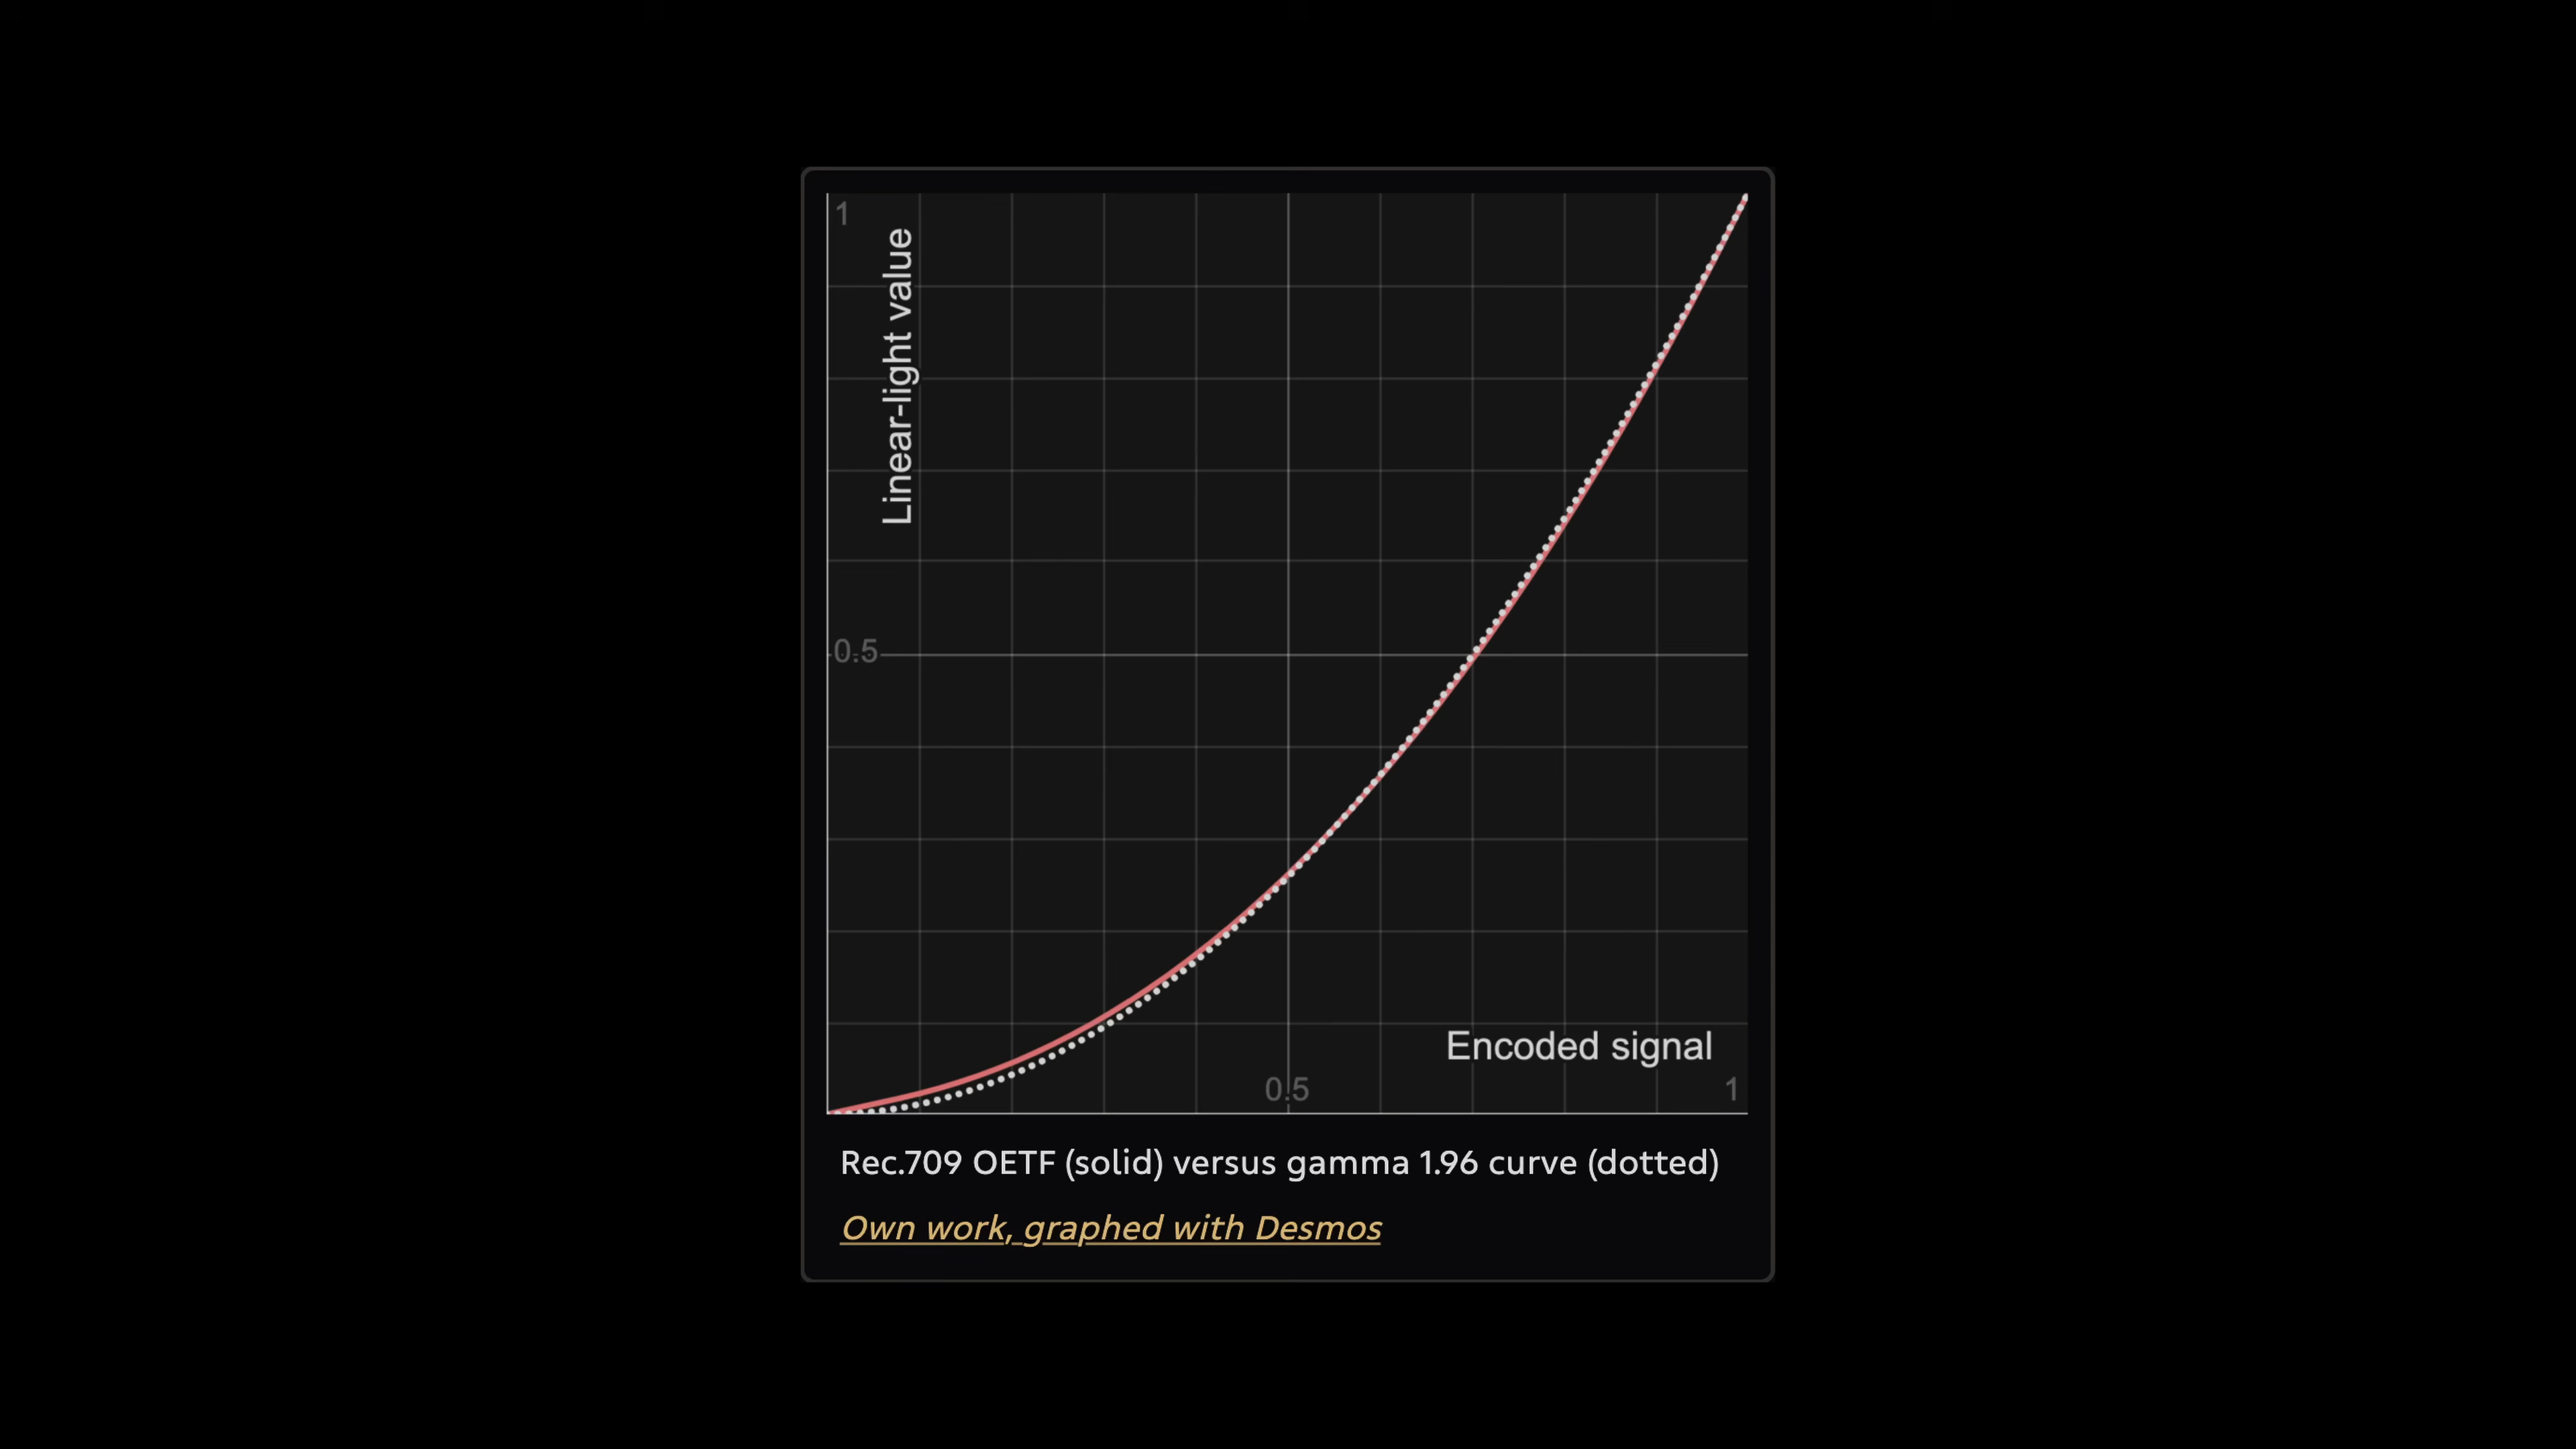 1
Linear-light value
0.5
Encoded signal
0.5
1
Rec.709 OETF (solid) versus gamma 1.96 curve (dotted)
Own work, graphed with Desmos